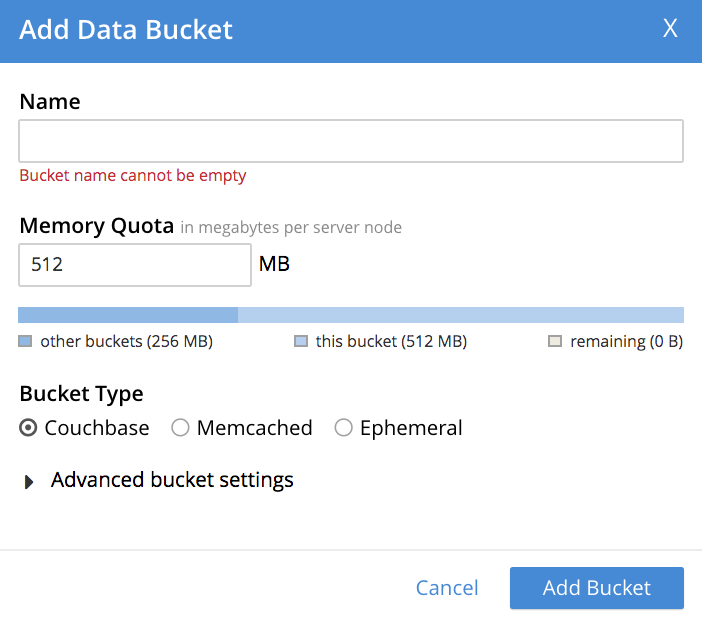 Add Data Bucket X
Name
Bucket name cannot be empty
Memory Quota in megabytes per server node
512 MB
other buckets (256 MB) this bucket (512 MB) remaining (0 B)
Bucket Type
Couchbase Memcached Ephemeral
Advanced bucket settings
Cancel Add Bucket